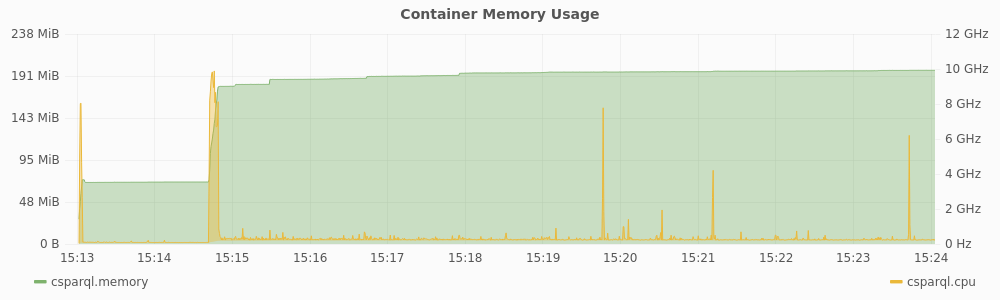 Container Memory Usage
238 MiB
191 MiB
143 MiB
95 MiB
48 MiB
0 B
12 GHz
10 GHz
8 GHz
6 GHz
4 GHz
2 GHz
0 Hz
15:13 15:14 15:15 15:16 15:17 15:18 15:19 15:20 15:21 15:22 15:23 15:24
csparql.memory csparql.cpu